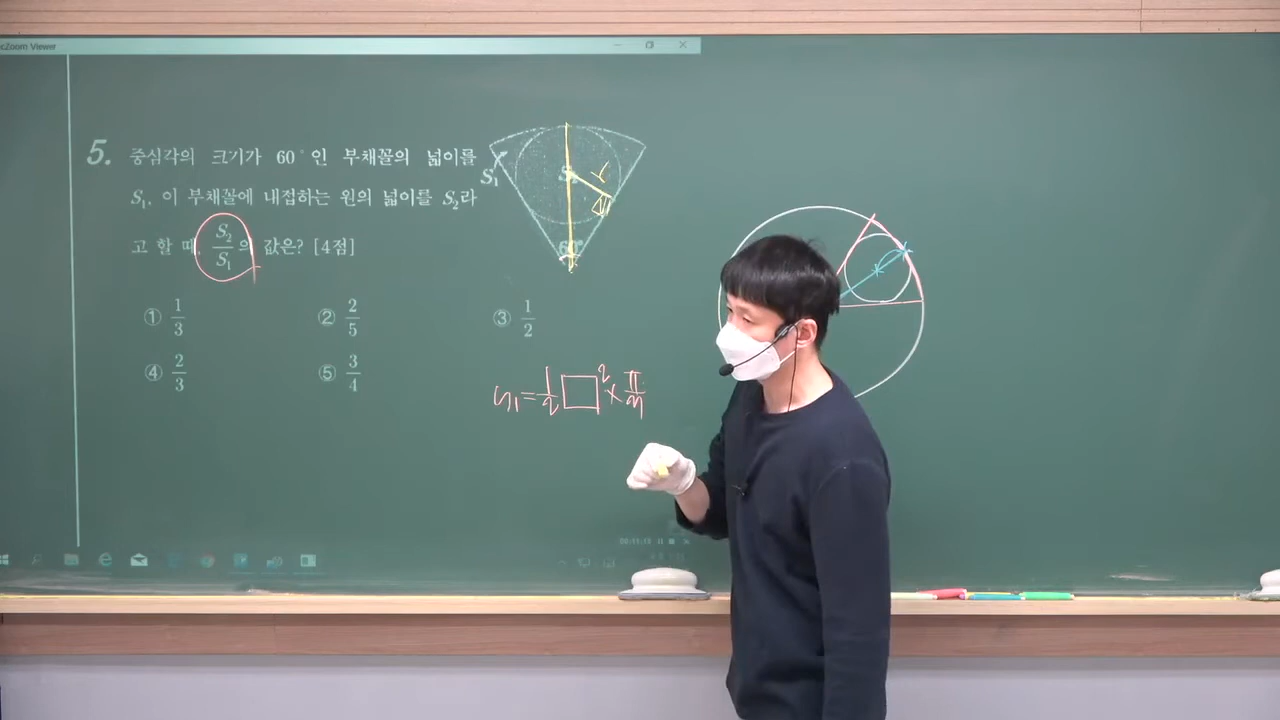 cZoom Viewer
5. 중심각의 크기가 60°인 부채꼴의 넓이를
S₁, 이 부채꼴에 내접하는 원의 넓이를 S₂라
고 할 때, S₂/S₁의 값은? [4점]
① 1/3 ② 2/5 ③ 1/2
④ 2/3 ⑤ 3/4
S₁
r
60°
S₁ = 1/2 □² × π/3